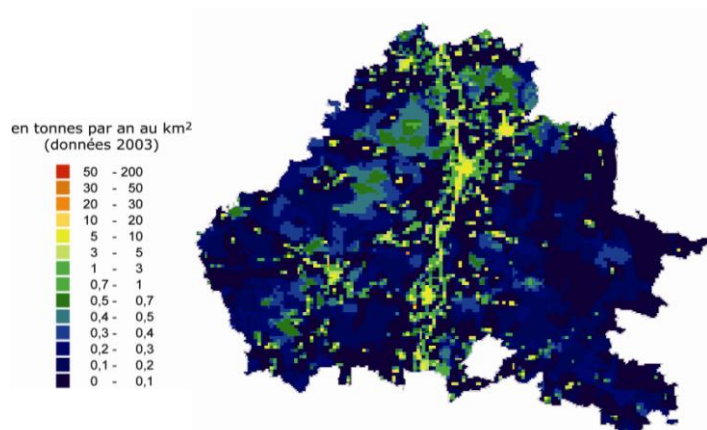 en tonnes par an au km²
(données 2003)
50 - 200
30 - 50
20 - 30
10 - 20
5 - 10
3 - 5
1 - 3
0,7 - 1
0,5 - 0,7
0,4 - 0,5
0,3 - 0,4
0,2 - 0,3
0,1 - 0,2
0 - 0,1